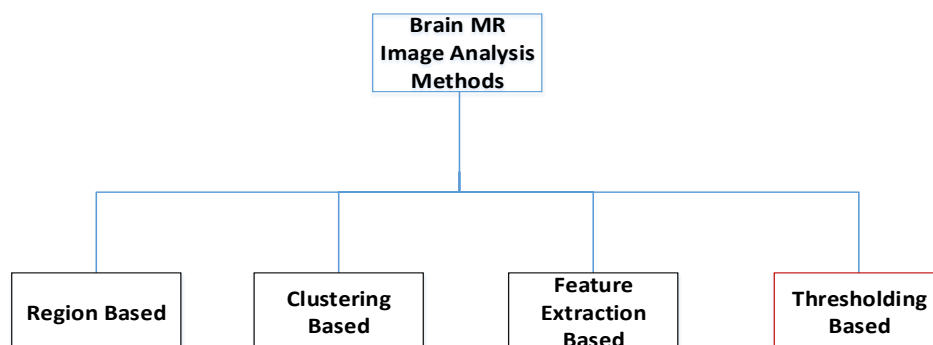 Brain MR
Image Analysis
Methods
Region Based
Clustering
Based
Feature
Extraction
Based
Thresholding
Based